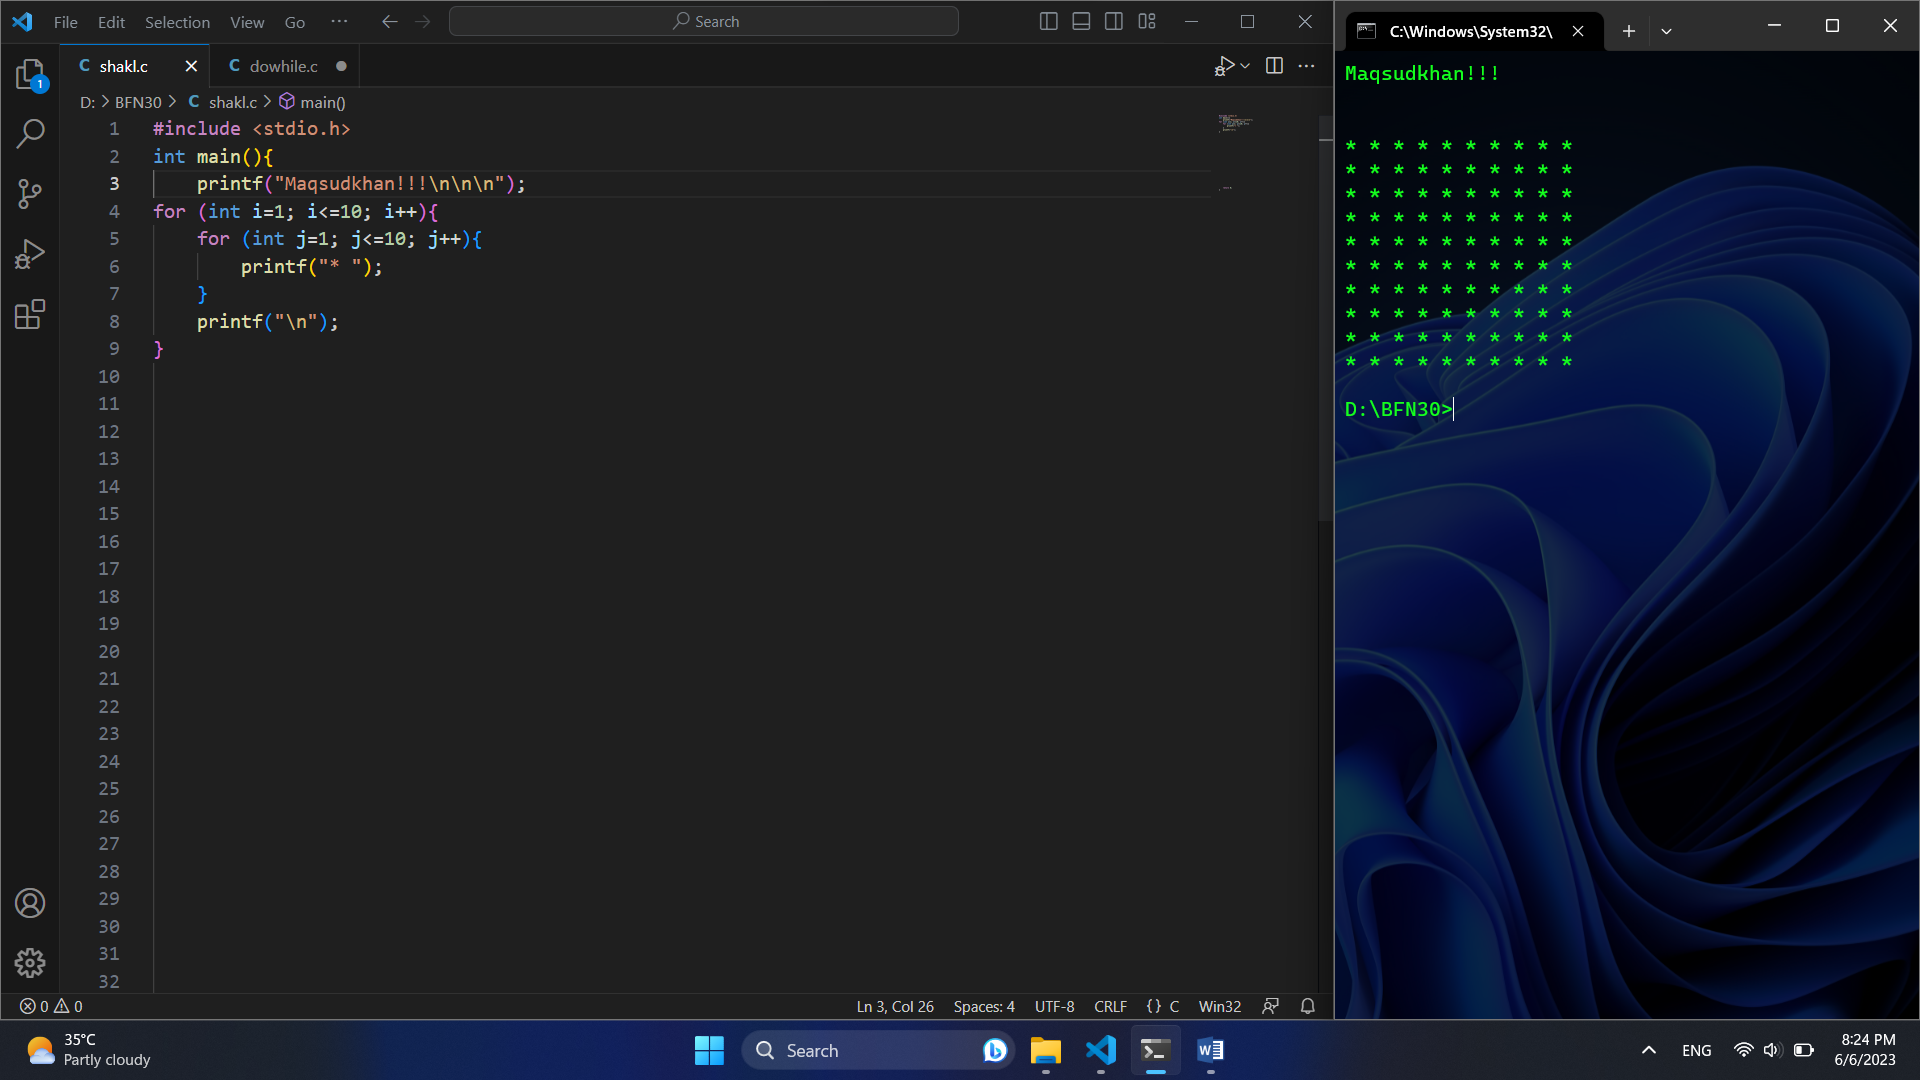 File Edit Selection View Go ··· Search
shakl.c dowhile.c
D: > BFN30 > C shakl.c > main()
1 #include <stdio.h>
2 int main(){
3 printf("Maqsudkhan!!!\n\n\n");
4 for (int i=1; i<=10; i++){
5 for (int j=1; j<=10; j++){
6 printf("* ");
7 }
8 printf("\n");
9 }
10
11
12
13
14
15
16
17
18
19
20
21
22
23
24
25
26
27
28
29
30
31
32
0 0 Ln 3, Col 26 Spaces: 4 UTF-8 CRLF {} C Win32
1
C:\Windows\System32\
Maqsudkhan!!!
* * * * * * * * * *
* * * * * * * * * *
* * * * * * * * * *
* * * * * * * * * *
* * * * * * * * * *
* * * * * * * * * *
* * * * * * * * * *
* * * * * * * * * *
* * * * * * * * * *
* * * * * * * * * *
D:\BFN30>
35°C
Partly cloudy
Search
W
ENG
8:24 PM
6/6/2023